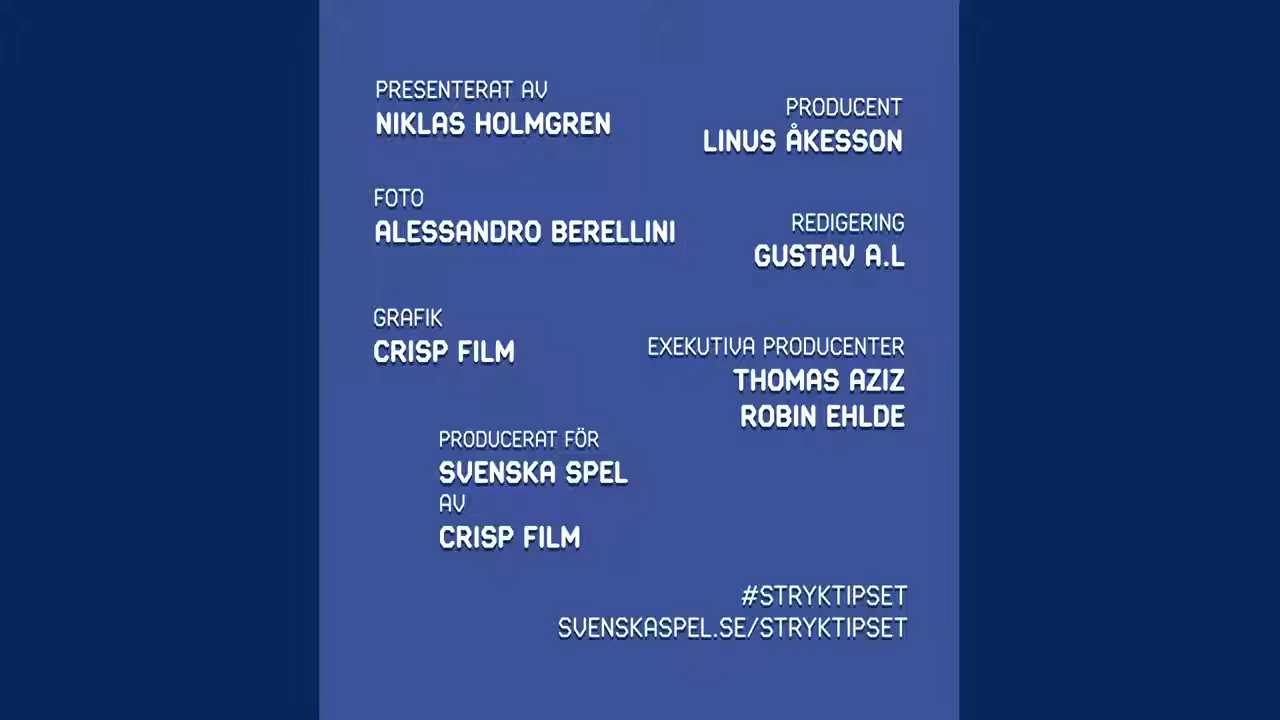 PRESENTERAT AV
NIKLAS HOLMGREN
PRODUCENT
LINUS ÅKESSON
FOTO
ALESSANDRO BERELLINI
REDIGERING
GUSTAV A.L
GRAFIK
CRISP FILM
EXEKUTIVA PRODUCENTER
THOMAS AZIZ
ROBIN EHLDE
PRODUCERAT FÖR
SVENSKA SPEL
AV
CRISP FILM
#STRYKTIPSET
SVENSKASPEL.SE/STRYKTIPSET